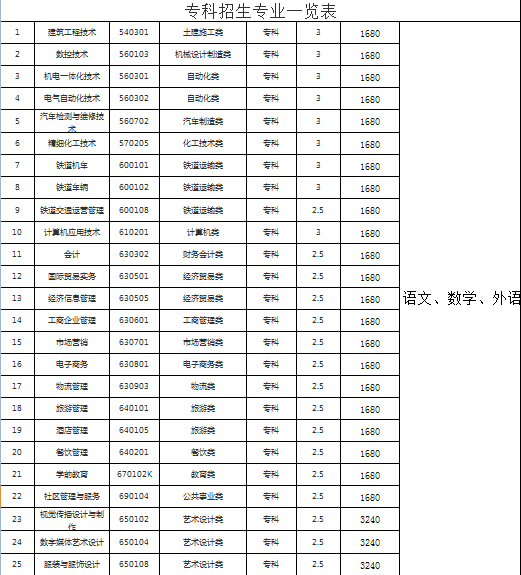 专科招生专业一览表
1 建筑工程技术 540301 土建施工类 专科 3 1680
2 数控技术 560103 机械设计制造类 专科 3 1680
3 机电一体化技术 560301 自动化类 专科 3 1680
4 电气自动化技术 560302 自动化类 专科 3 1680
5 汽车检测与维修技术 560702 汽车制造类 专科 3 1680
6 精细化工技术 570205 化工技术类 专科 3 1680
7 铁道机车 600101 铁道运输类 专科 3 1680
8 铁道车辆 600102 铁道运输类 专科 3 1680
9 铁道交通运营管理 600108 铁道运输类 专科 2.5 1680
10 计算机应用技术 610201 计算机类 专科 3 1680
11 会计 630302 财务会计类 专科 2.5 1680
12 国际贸易实务 630501 经济贸易类 专科 2.5 1680
13 经济信息管理 630505 经济贸易类 专科 2.5 1680 语文、数学、外语
14 工商企业管理 630601 工商管理类 专科 2.5 1680
15 市场营销 630701 市场营销类 专科 2.5 1680
16 电子商务 630801 电子商务类 专科 2.5 1680
17 物流管理 630903 物流类 专科 2.5 1680
18 旅游管理 640101 旅游类 专科 2.5 1680
19 酒店管理 640105 旅游类 专科 2.5 1680
20 餐饮管理 640201 餐饮类 专科 2.5 1680
21 学前教育 670102K 教育类 专科 2.5 1680
22 社区管理与服务 690104 公共事业类 专科 2.5 1680
23 视觉传播设计与制作 650102 艺术设计类 专科 2.5 3240
24 数字媒体艺术设计 650104 艺术设计类 专科 2.5 3240
25 服装与服饰设计 650108 艺术设计类 专科 2.5 3240